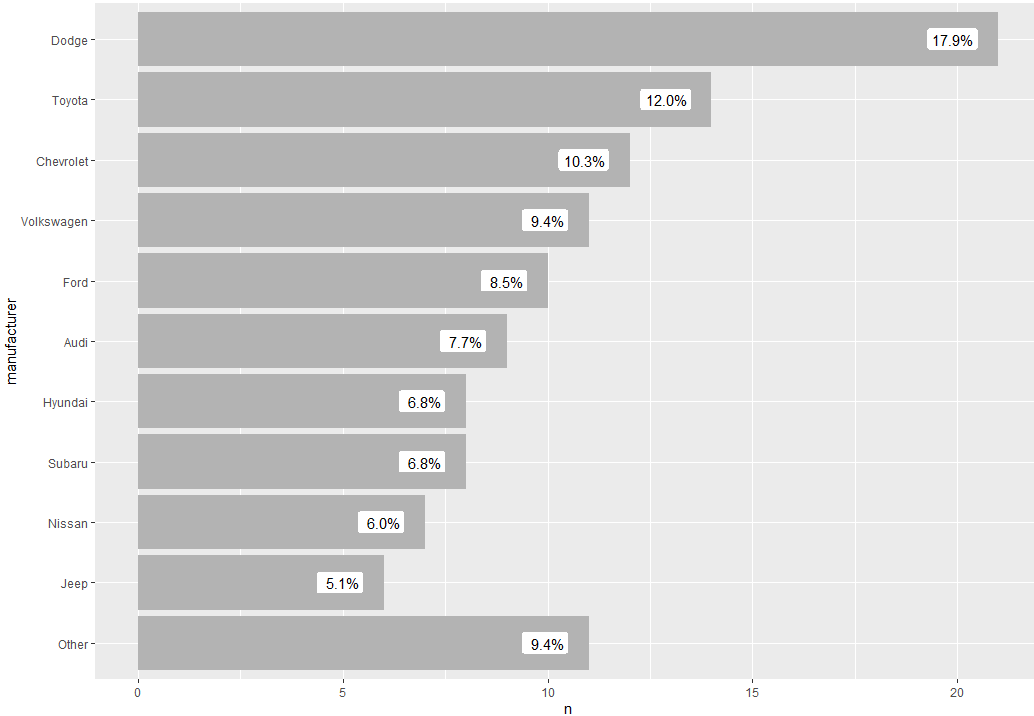 manufacturer
Dodge 17.9%
Toyota 12.0%
Chevrolet 10.3%
Volkswagen 9.4%
Ford 8.5%
Audi 7.7%
Hyundai 6.8%
Subaru 6.8%
Nissan 6.0%
Jeep 5.1%
Other 9.4%
0 5 10 15 20
n